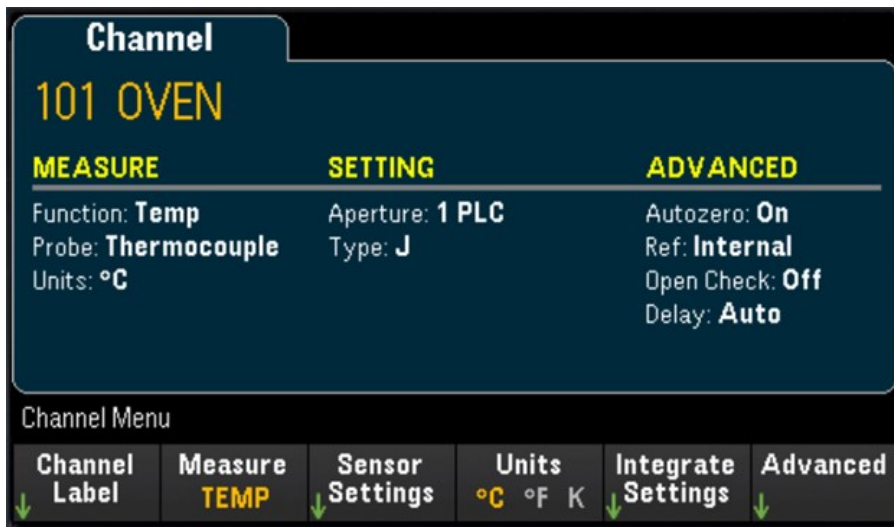 Channel
101 OVEN
MEASURE
Function: Temp
Probe: Thermocouple
Units: °C
SETTING
Aperture: 1 PLC
Type: J
ADVANCED
Autozero: On
Ref: Internal
Open Check: Off
Delay: Auto
Channel Menu
Channel Label
Measure TEMP
Sensor Settings
Units °C °F K
Integrate Settings
Advanced